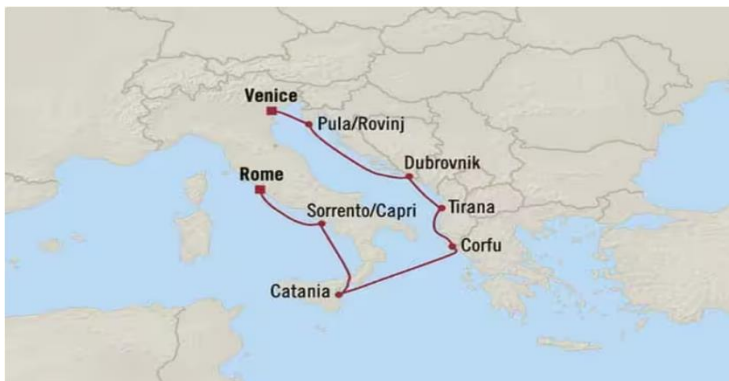 Venice
Pula/Rovinj
Dubrovnik
Rome
Tirana
Sorrento/Capri
Corfu
Catania